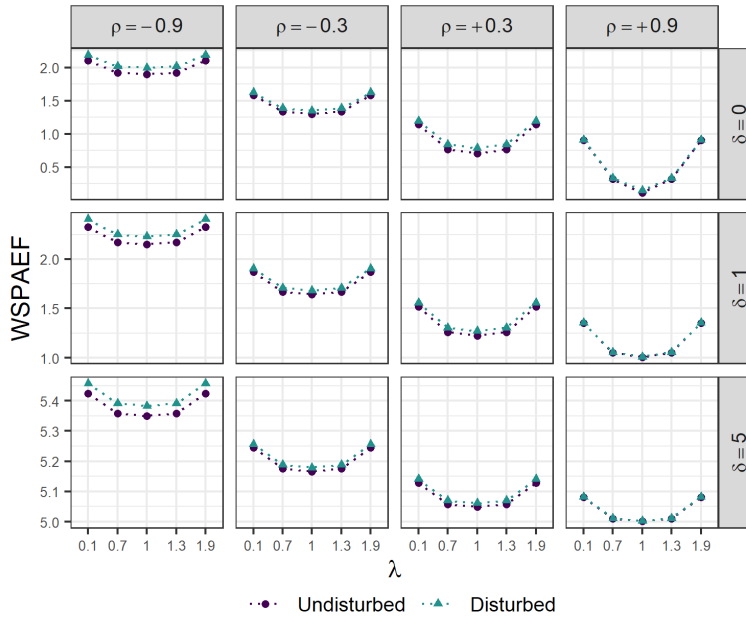 ρ = − 0.9 ρ = − 0.3 ρ = + 0.3 ρ = + 0.9
WSPAEF
2.0
1.5
1.0
0.5
δ = 0
2.0
1.5
1.0
δ = 1
5.4
5.3
5.2
5.1
5.0
δ = 5
0.1 0.7 1 1.3 1.9 0.1 0.7 1 1.3 1.9 0.1 0.7 1 1.3 1.9 0.1 0.7 1 1.3 1.9
λ
Undisturbed Disturbed